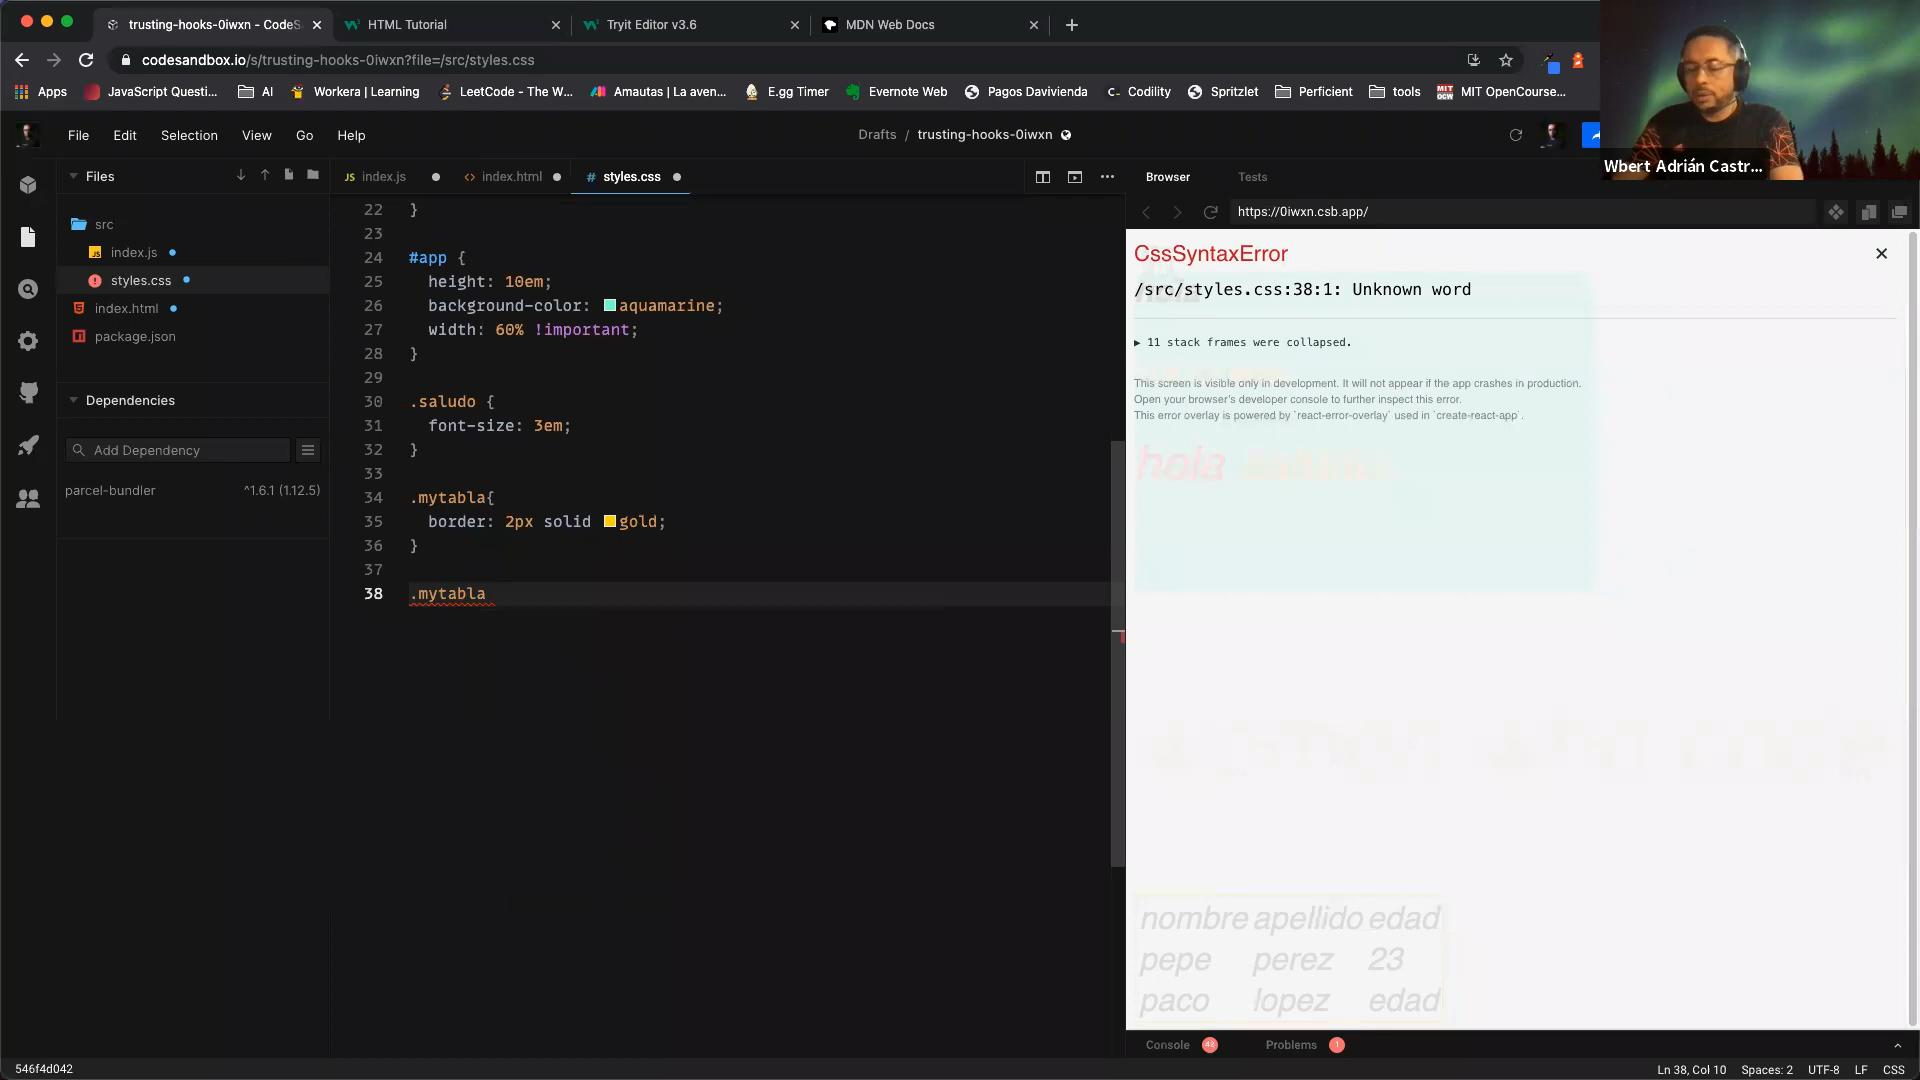 trusting-hooks-0iwxn - CodeS
HTML Tutorial
Tryit Editor v3.6
MDN Web Docs
codesandbox.io/s/trusting-hooks-0iwxn?file=/src/styles.css
Apps
JavaScript Questi...
AI
Workera | Learning
LeetCode - The W...
Amautas | La aven...
E.gg Timer
Evernote Web
Pagos Davivienda
Codility
Spritzlet
Perficient
tools
MIT OpenCourse...
File
Edit
Selection
View
Go
Help
Drafts / trusting-hooks-0iwxn
Wbert Adrián Castr...
Files
src
index.js
styles.css
index.html
package.json
Dependencies
Add Dependency
parcel-bundler ^1.6.1 (1.12.5)
JS index.js
<> index.html
# styles.css
22 }
23
24 #app {
25 height: 10em;
26 background-color: aquamarine;
27 width: 60% !important;
28 }
29
30 .saludo {
31 font-size: 3em;
32 }
33
34 .mytabla{
35 border: 2px solid gold;
36 }
37
38 .mytabla
Browser
Tests
https://0iwxn.csb.app/
CssSyntaxError
/src/styles.css:38:1: Unknown word
▶ 11 stack frames were collapsed.
This screen is visible only in development. It will not appear if the app crashes in production.
Open your browser's developer console to further inspect this error.
This error overlay is powered by `react-error-overlay` used in `create-react-app`.
hola
nombre apellido edad
pepe perez 23
paco lopez edad
Console 42
Problems 1
546f4d042
Ln 38, Col 10
Spaces: 2
UTF-8
LF
CSS